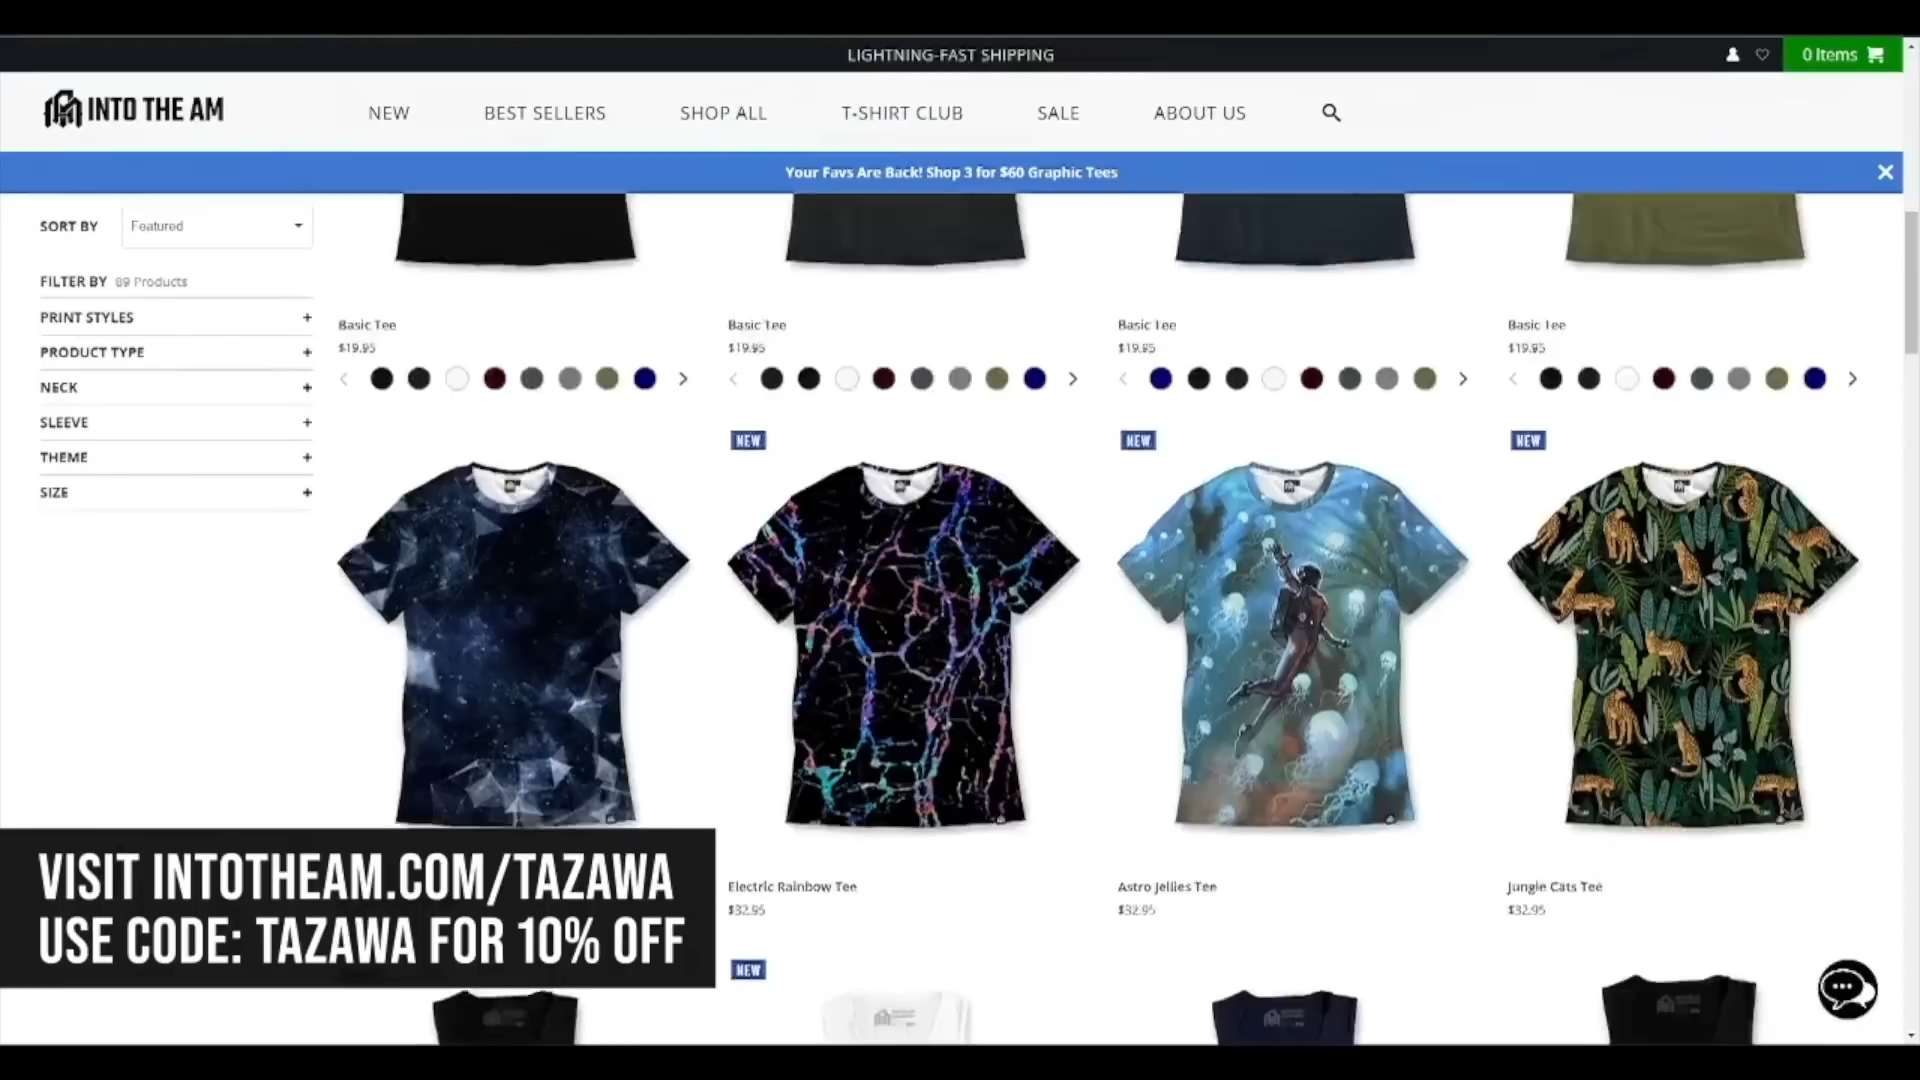 LIGHTNING-FAST SHIPPING
0 Items
INTO THE AM
NEW
BEST SELLERS
SHOP ALL
T-SHIRT CLUB
SALE
ABOUT US
Your Favs Are Back! Shop 3 for $60 Graphic Tees
SORT BY
Featured
FILTER BY 89 Products
PRINT STYLES
PRODUCT TYPE
NECK
SLEEVE
THEME
SIZE
Basic Tee
$19.95
Basic Tee
$19.95
Basic Tee
$19.95
Basic Tee
$19.95
NEW
NEW
NEW
VISIT INTOTHEAM.COM/TAZAWA
USE CODE: TAZAWA FOR 10% OFF
Electric Rainbow Tee
$32.95
Astro Jellies Tee
$32.95
Jungle Cats Tee
$32.95
NEW